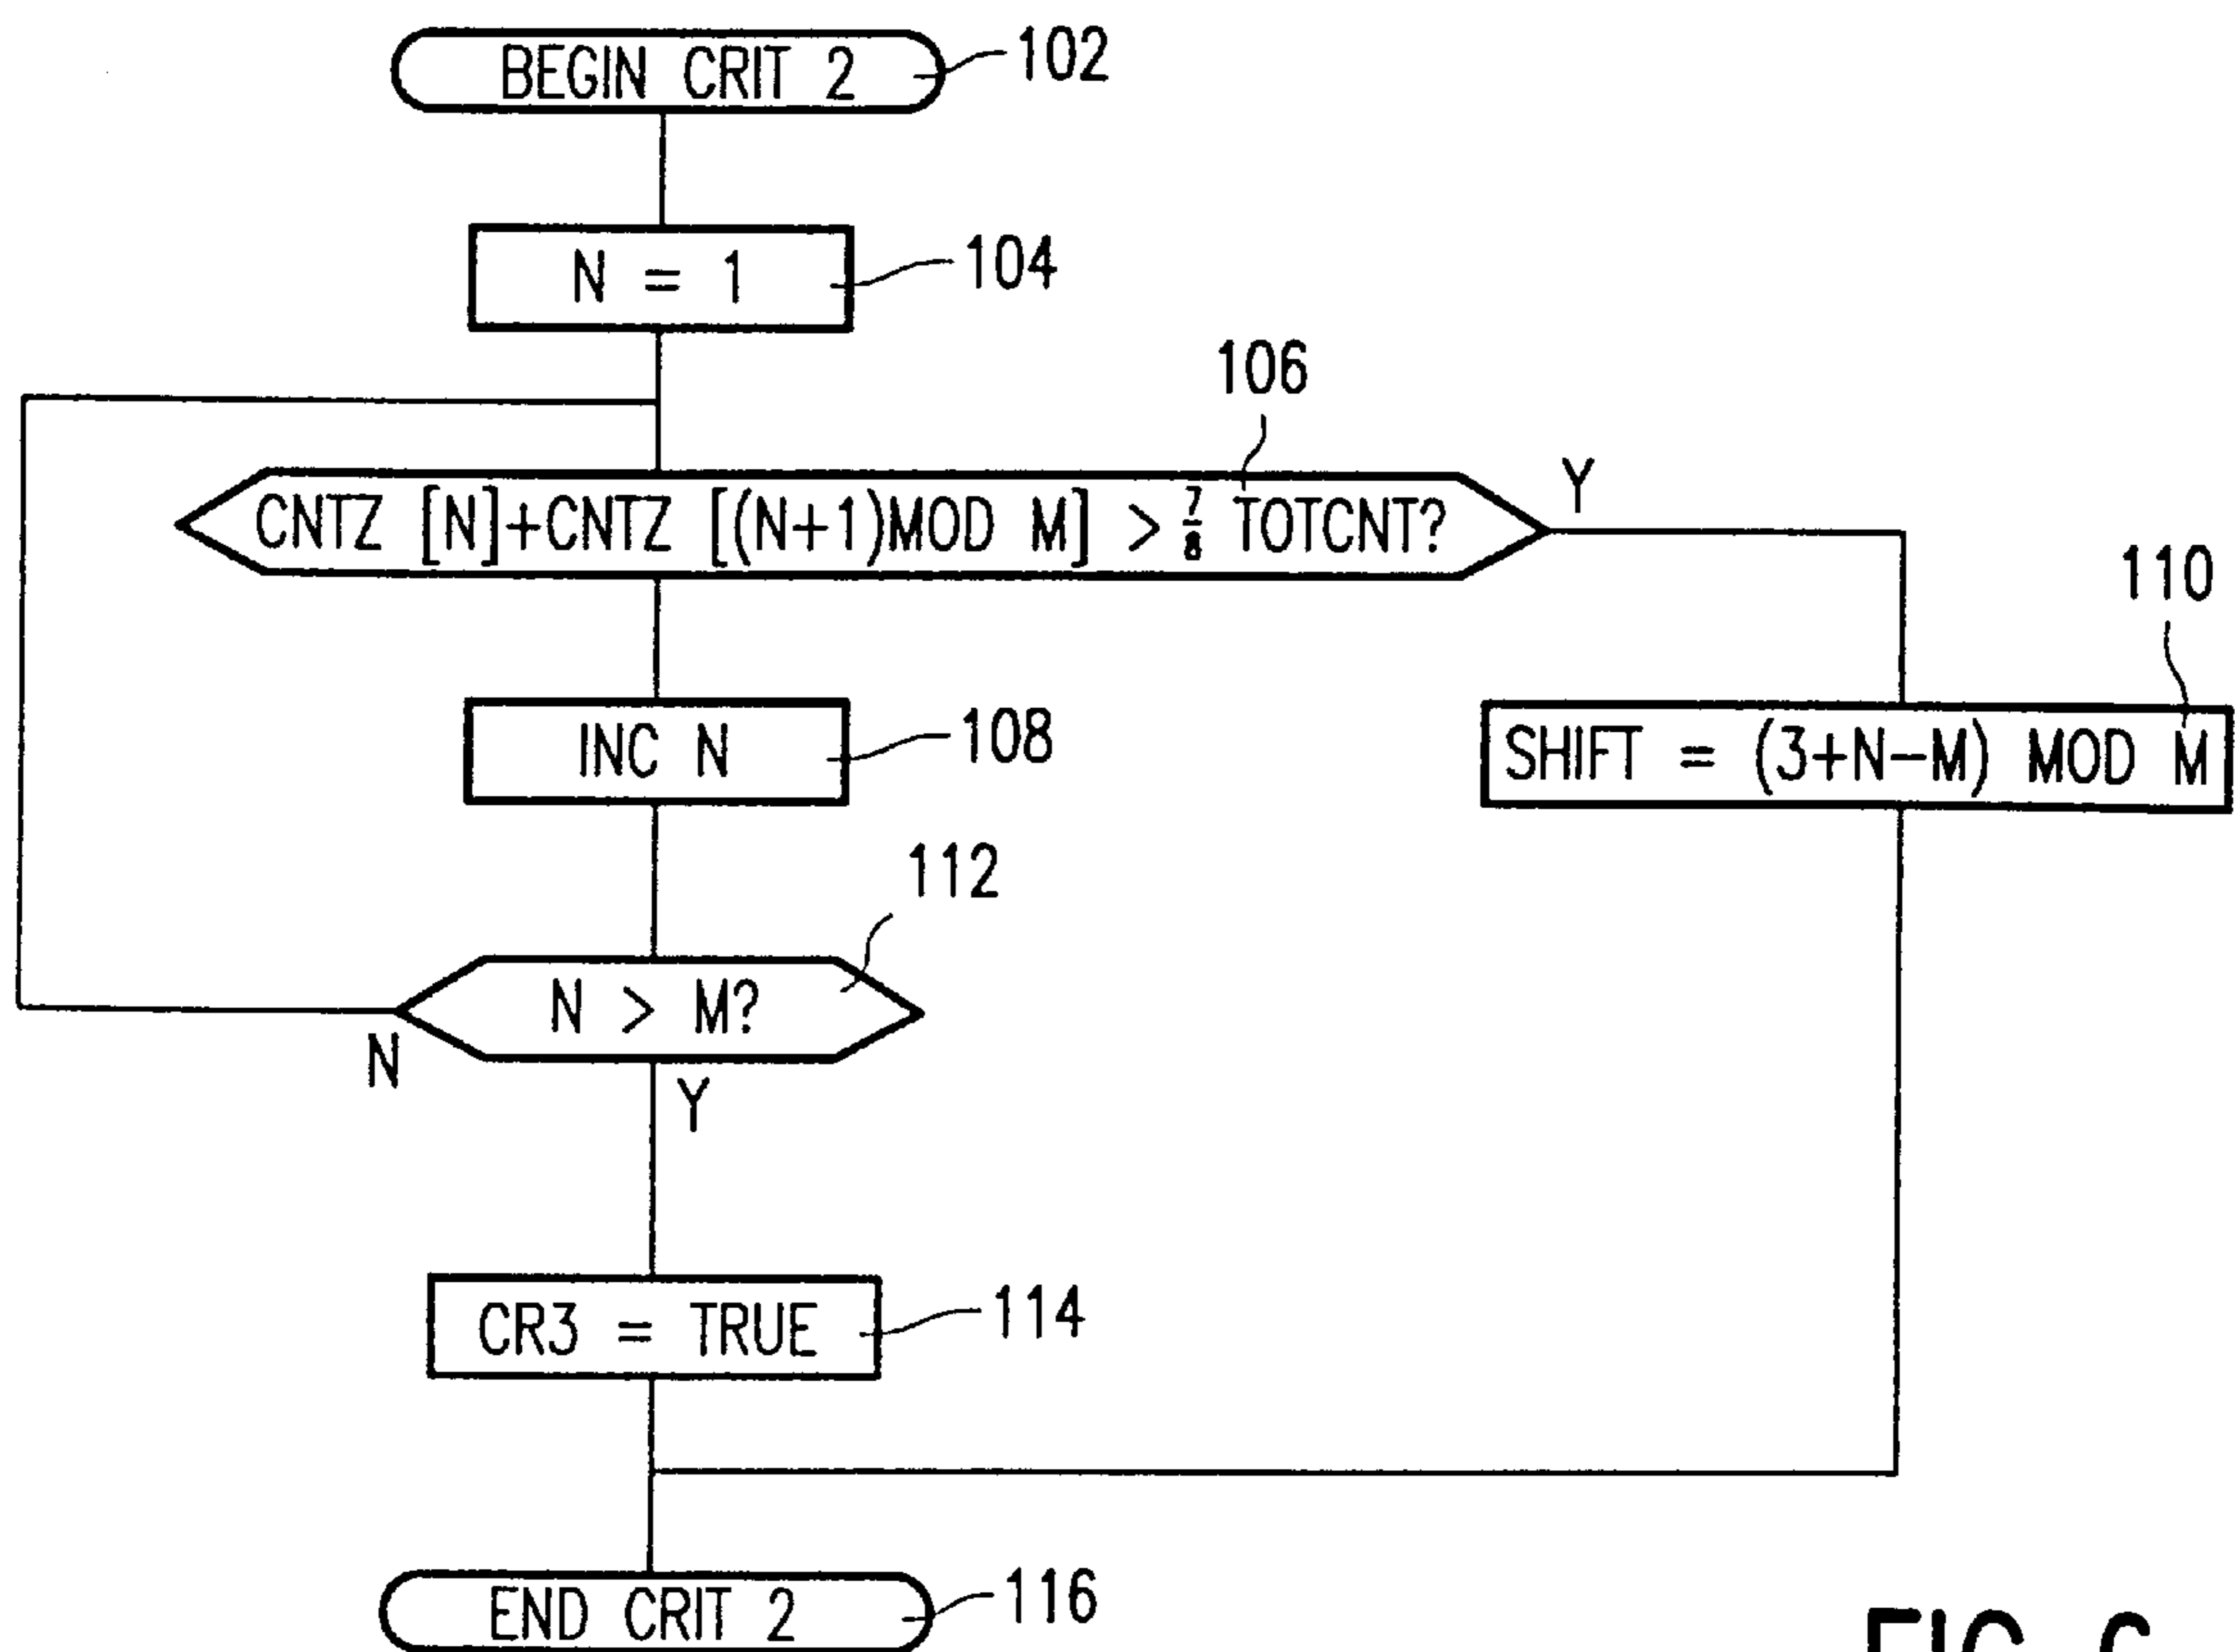 BEGIN CRIT 2
102
N = 1
104
106
CNTZ [N]+CNTZ [(N+1)MOD M] > 7/8 TOTCNT?
Y
110
INC N
108
SHIFT = (3+N-M) MOD M
112
N > M?
N
Y
CR3 = TRUE
114
END CRIT 2
116